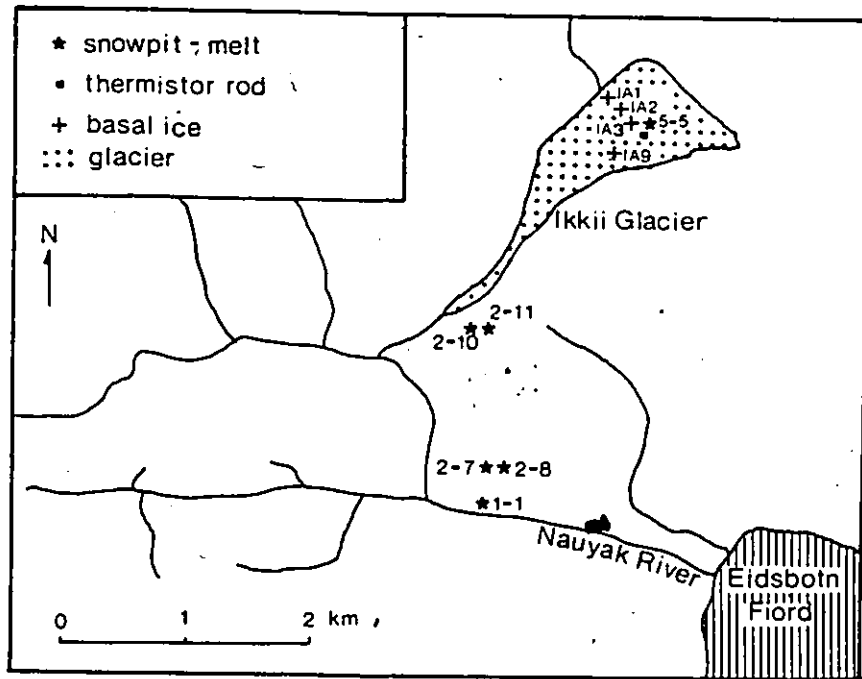 ★ snowpit - melt
▪ thermistor rod
+ basal ice
glacier
N
IA1
IA2
IA3
5-5
IA9
Ikkii Glacier
2-11
2-10
2-7
2-8
1-1
Nauyak River
Eidsbotn
Fiord
0 1 2 km